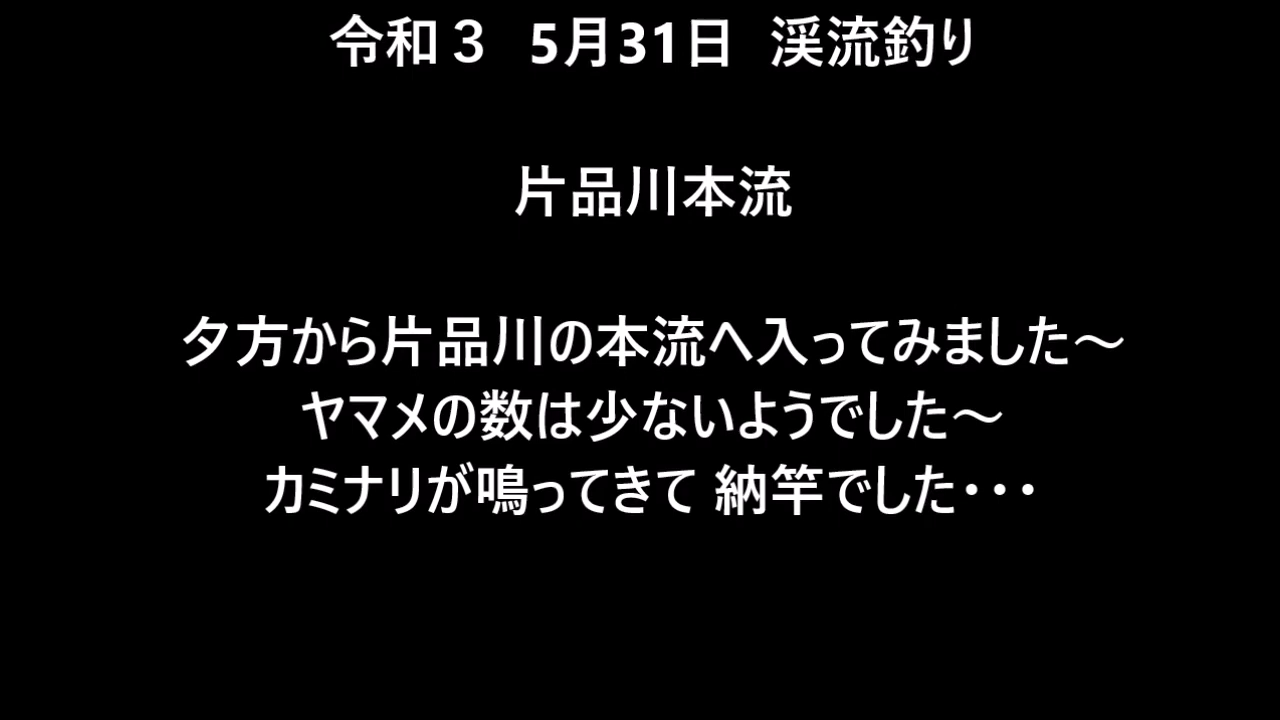 令和３　5月31日　渓流釣り
片品川本流
夕方から片品川の本流へ入ってみました～
ヤマメの数は少ないようでした～
カミナリが鳴ってきて 納竿でした・・・